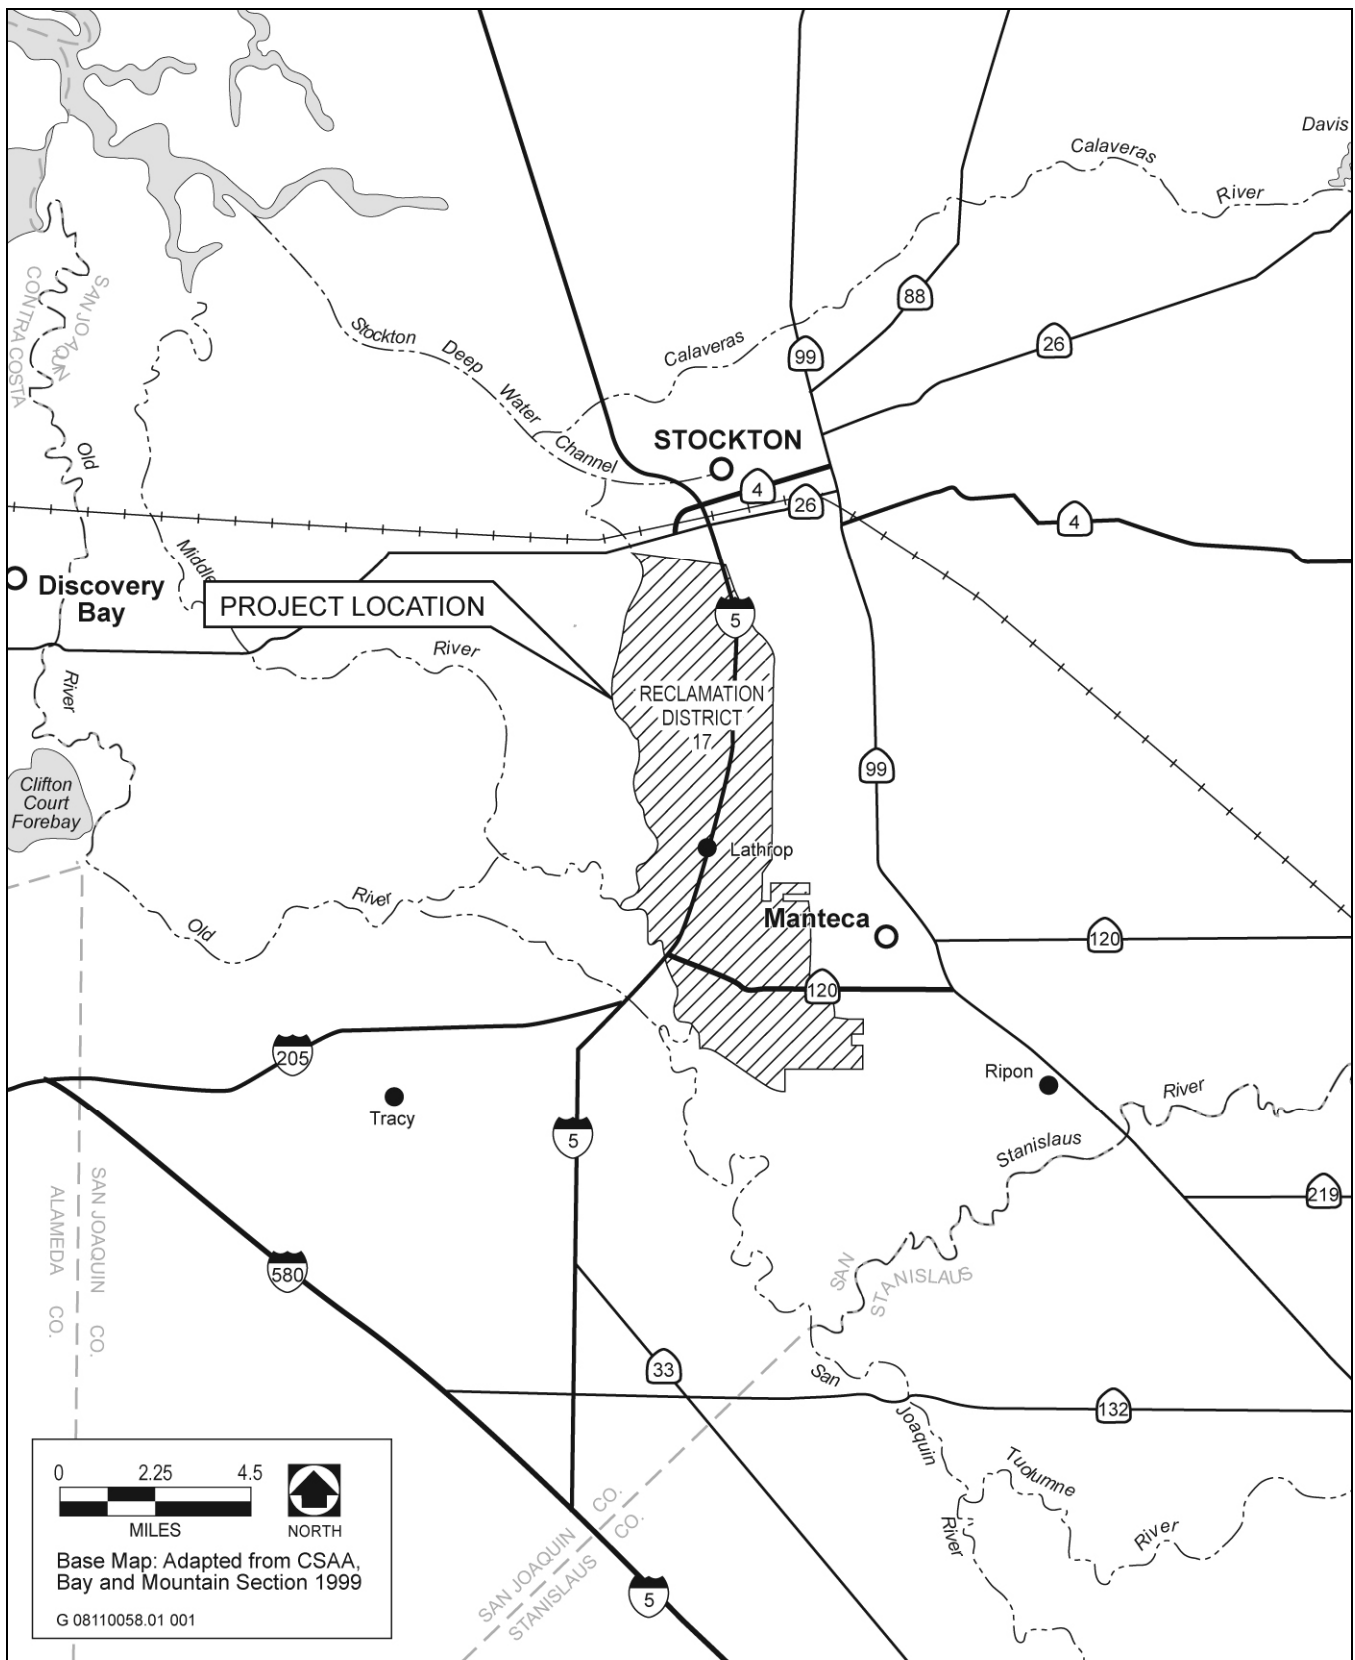 Davis
Calaveras
River
88
SAN JOAQUIN
CONTRA COSTA
Stockton
Deep
Water
Channel
Calaveras
99
26
STOCKTON
Old
4
26
4
Middle
Discovery
Bay
PROJECT LOCATION
5
River
River
RECLAMATION
DISTRICT
17
99
Clifton
Court
Forebay
Lathrop
River
Old
Manteca
120
120
205
Ripon
River
Tracy
5
Stanislaus
SAN JOAQUIN CO.
ALAMEDA CO.
219
580
SAN
STANISLAUS
33
San
Joaquin
River
132
Tuolumne
River
0 2.25 4.5
MILES
NORTH
Base Map: Adapted from CSAA,
Bay and Mountain Section 1999
G 08110058.01 001
SAN JOAQUIN CO.
STANISLAUS CO.
5